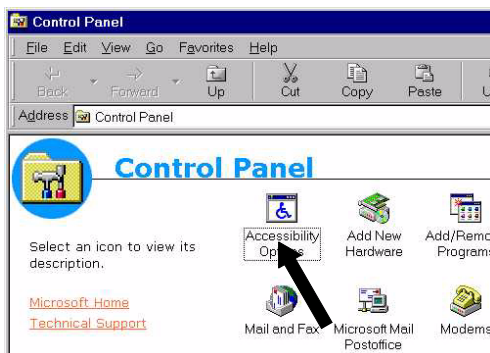 Control Panel
File Edit View Go Favorites Help
Back Forward Up Cut Copy Paste U
Address Control Panel
Control Panel
Select an icon to view its
description.
Microsoft Home
Technical Support
Accessibility
Add New
Hardware
Add/Remo
Programs
Mail and Fax
Microsoft Mail
Postoffice
Modems